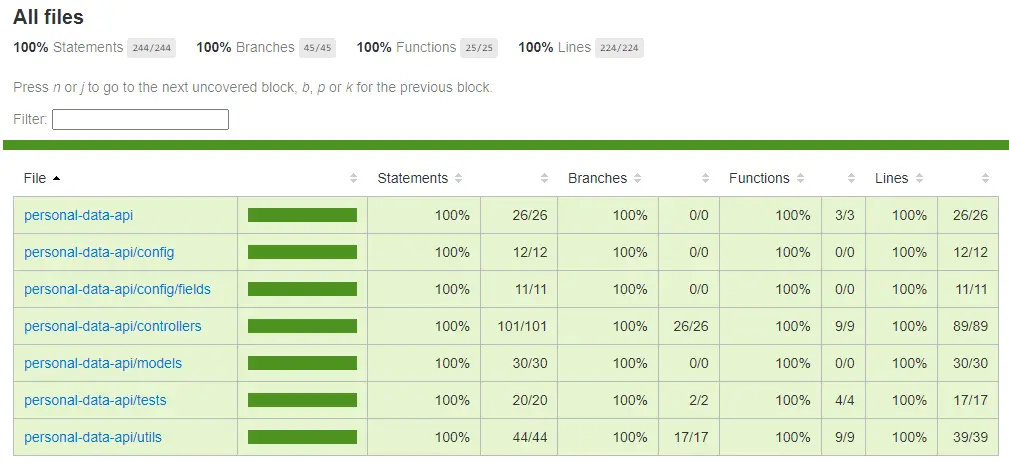 All files
100% Statements 244/244 100% Branches 45/45 100% Functions 25/25 100% Lines 224/224
Press n or j to go to the next uncovered block, b, p or k for the previous block.
Filter:
File Statements Branches Functions Lines
personal-data-api 100% 26/26 100% 0/0 100% 3/3 100% 26/26
personal-data-api/config 100% 12/12 100% 0/0 100% 0/0 100% 12/12
personal-data-api/config/fields 100% 11/11 100% 0/0 100% 0/0 100% 11/11
personal-data-api/controllers 100% 101/101 100% 26/26 100% 9/9 100% 89/89
personal-data-api/models 100% 30/30 100% 0/0 100% 0/0 100% 30/30
personal-data-api/tests 100% 20/20 100% 2/2 100% 4/4 100% 17/17
personal-data-api/utils 100% 44/44 100% 17/17 100% 9/9 100% 39/39